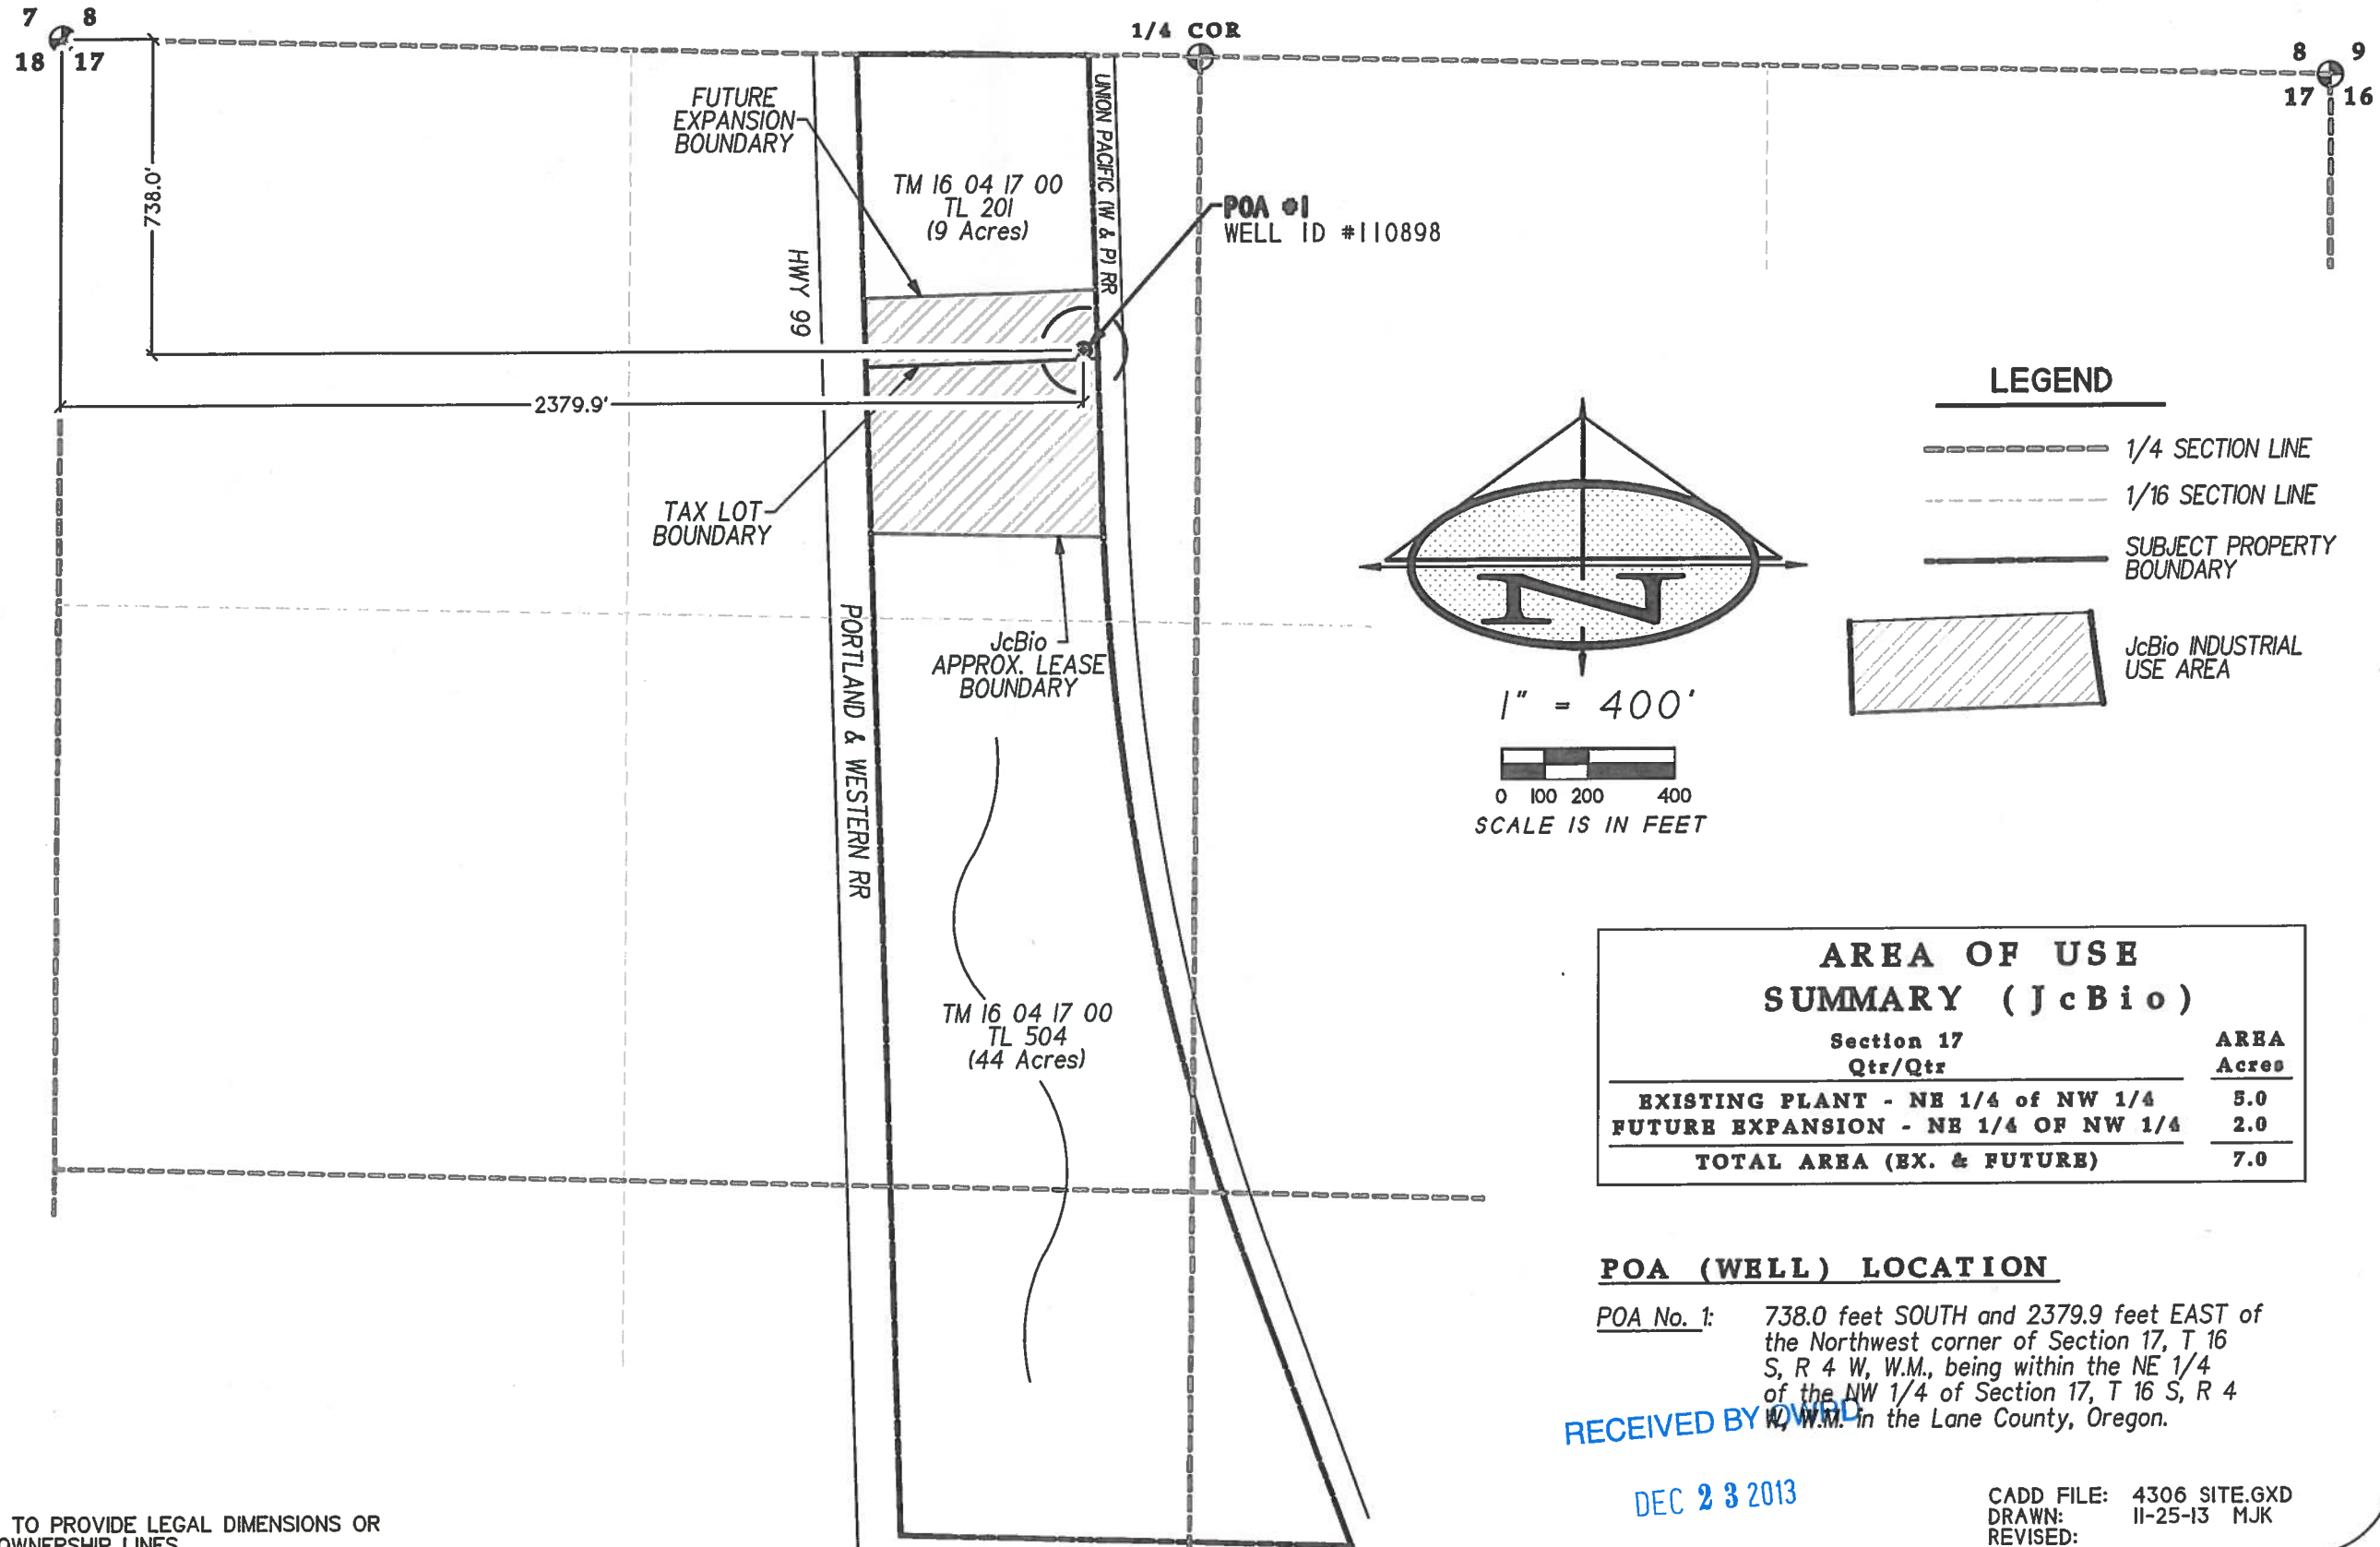 7 8
18 17
1/4 COR
8 9
17 16
738.0'
2379.9'
FUTURE
EXPANSION
BOUNDARY
TM 16 04 17 00
TL 201
(9 Acres)
UNION PACIFIC (W & P) RR
HWY 99
POA #1
WELL ID #110898
TAX LOT
BOUNDARY
PORTLAND & WESTERN RR
JcBio
APPROX. LEASE
BOUNDARY
TM 16 04 17 00
TL 504
(44 Acres)
LEGEND
1/4 SECTION LINE
1/16 SECTION LINE
SUBJECT PROPERTY
BOUNDARY
JcBio INDUSTRIAL
USE AREA
N
1" = 400'
0 100 200 400
SCALE IS IN FEET
AREA OF USE
SUMMARY (JcBio)
Section 17 AREA
Qtr/Qtr Acres
EXISTING PLANT - NE 1/4 of NW 1/4 5.0
FUTURE EXPANSION - NE 1/4 OF NW 1/4 2.0
TOTAL AREA (EX. & FUTURE) 7.0
POA (WELL) LOCATION
POA No. 1: 738.0 feet SOUTH and 2379.9 feet EAST of
the Northwest corner of Section 17, T 16
S, R 4 W, W.M., being within the NE 1/4
of the NW 1/4 of Section 17, T 16 S, R 4
W, W.M. in the Lane County, Oregon.
RECEIVED BY OWRD
DEC 23 2013
CADD FILE: 4306 SITE.GXD
DRAWN: 11-25-13 MJK
REVISED:
TO PROVIDE LEGAL DIMENSIONS OR
OWNERSHIP LINES